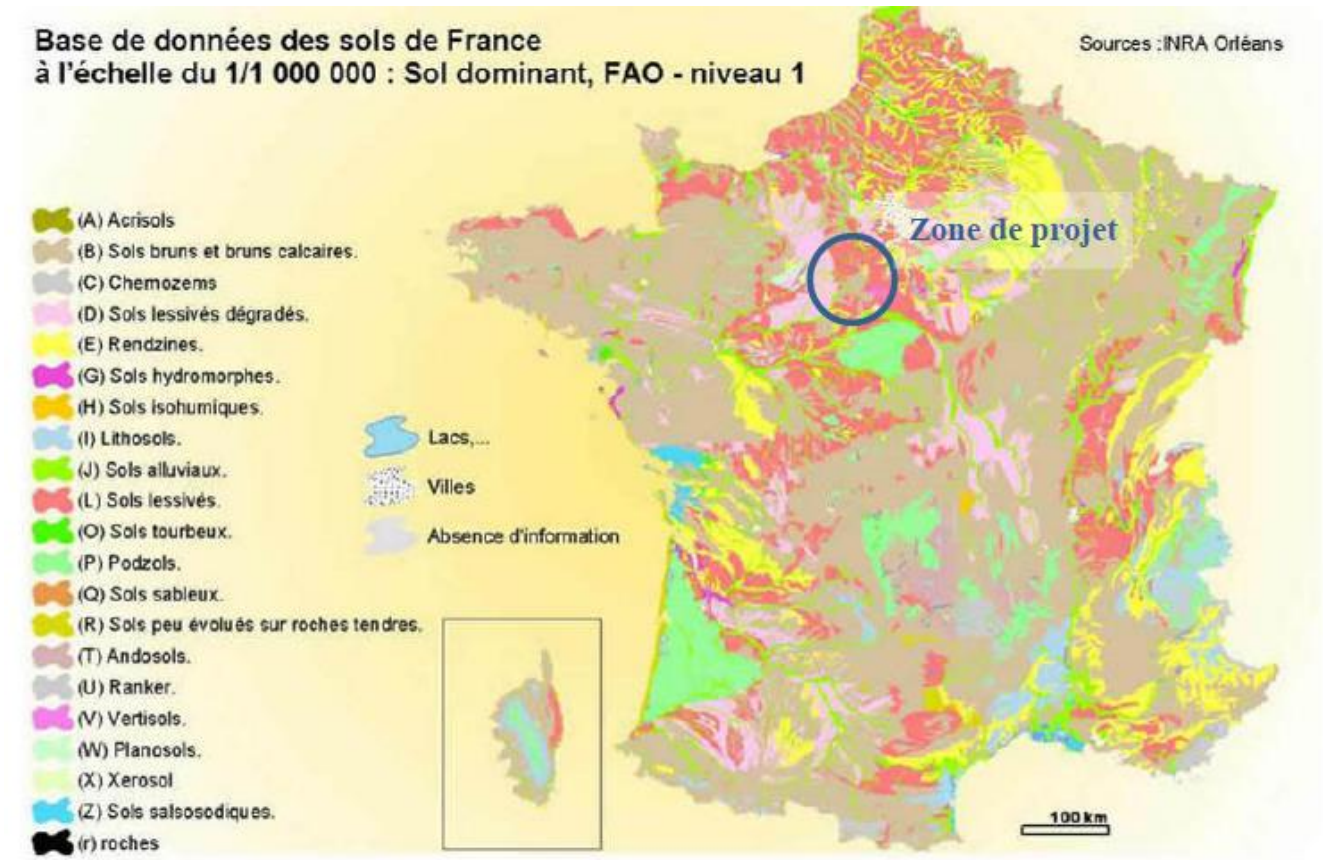 Base de données des sols de France
à l'échelle du 1/1 000 000 : Sol dominant, FAO - niveau 1
Sources :INRA Orléans
Zone de projet
(A) Acrisols
(B) Sols bruns et bruns calcaires.
(C) Chernozems
(D) Sols lessivés dégradés.
(E) Rendzines.
(G) Sols hydromorphes.
(H) Sols isohumiques.
(I) Lithosols.
(J) Sols alluviaux.
(L) Sols lessivés.
(O) Sols tourbeux.
(P) Podzols.
(Q) Sols sableux.
(R) Sols peu évolués sur roches tendres.
(T) Andosols.
(U) Ranker.
(V) Vertisols.
(W) Planosols.
(X) Xerosol
(Z) Sols salsosodiques.
(r) roches
Lacs,...
Villes
Absence d'information
100 km